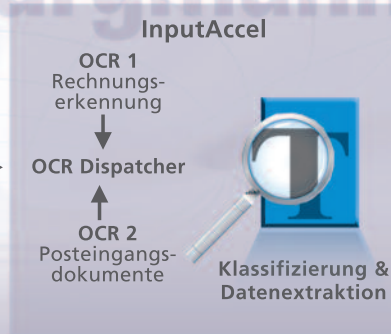 InputAccel
OCR 1
Rechnungs-
erkennung
OCR Dispatcher
OCR 2
Posteingangs-
dokumente
T
Klassifizierung &
Datenextraktion